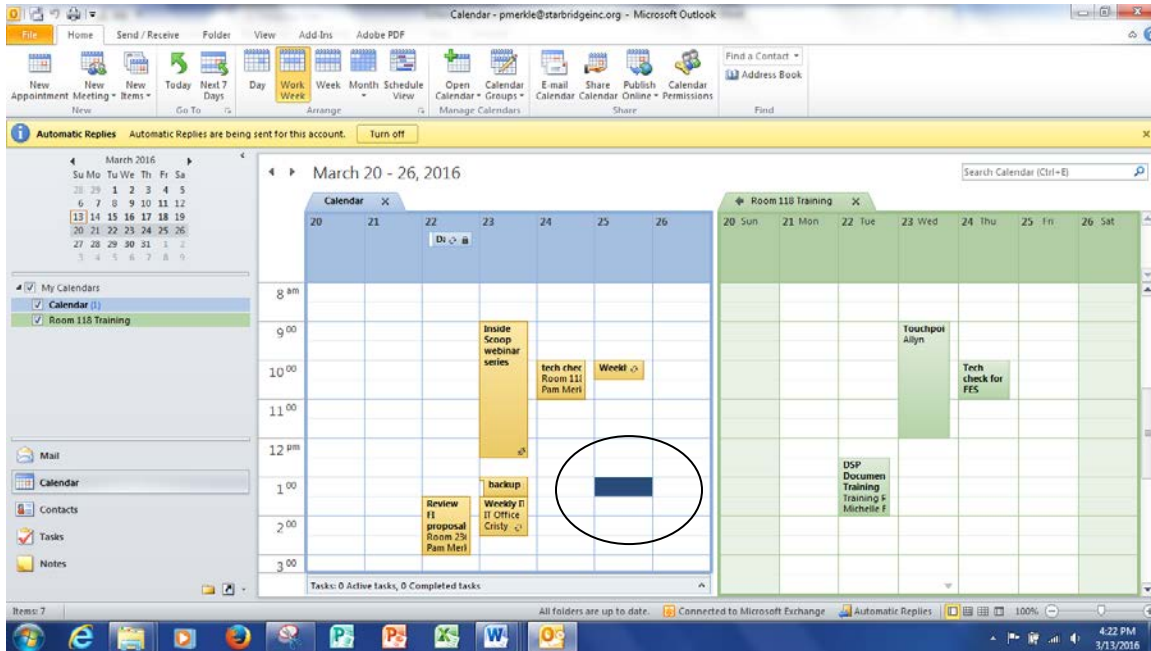 Calendar - pmerkle@starbridgeinc.org - Microsoft Outlook
File Home Send / Receive Folder View Add-Ins Adobe PDF
New Appointment
New Meeting
New Items
Today
Next 7 Days
Day
Work Week
Week
Month
Schedule View
Open Calendar
Calendar Groups
E-mail Calendar
Share Calendar
Publish Online
Calendar Permissions
Find a Contact
Address Book
New Go To Arrange Manage Calendars Share Find
Automatic Replies Automatic Replies are being sent for this account. Turn off
March 2016
Su Mo Tu We Th Fr Sa
28 29 1 2 3 4 5
6 7 8 9 10 11 12
13 14 15 16 17 18 19
20 21 22 23 24 25 26
27 28 29 30 31 1 2
3 4 5 6 7 8 9
My Calendars
Calendar (1)
Room 118 Training
Mail
Calendar
Contacts
Tasks
Notes
March 20 - 26, 2016
Search Calendar (Ctrl+E)
Calendar
20 21 22 23 24 25 26
8 am
9 00
10 00
11 00
12 pm
1 00
2 00
3 00
Inside
Scoop
webinar
series
tech chec
Room 118
Pam Merk
Weekl
backup
Review
FI
proposal
Room 230
Pam Merk
Weekly IT
IT Office
Cristy
Tasks: 0 Active tasks, 0 Completed tasks
Room 118 Training
20 Sun 21 Mon 22 Tue 23 Wed 24 Thu 25 Fri 26 Sat
Touchpoi
Allyn
Tech
check for
FES
DSP
Documen
Training
Michelle F
Items: 7
All folders are up to date. Connected to Microsoft Exchange Automatic Replies 100%
4:22 PM
3/13/2016